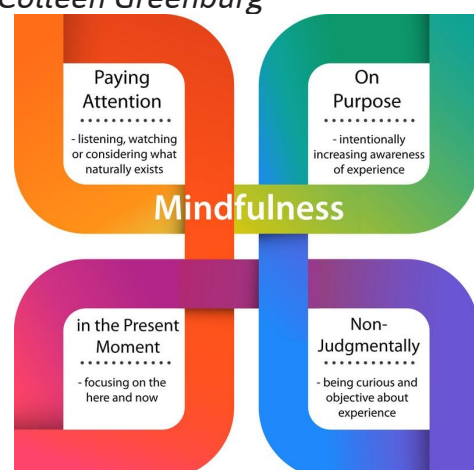 Colleen Greenburg
Paying
Attention
- listening, watching
or considering what
naturally exists
On
Purpose
- intentionally
increasing awareness
of experience
Mindfulness
in the Present
Moment
- focusing on the
here and now
Non-
Judgmentally
- being curious and
objective about
experience